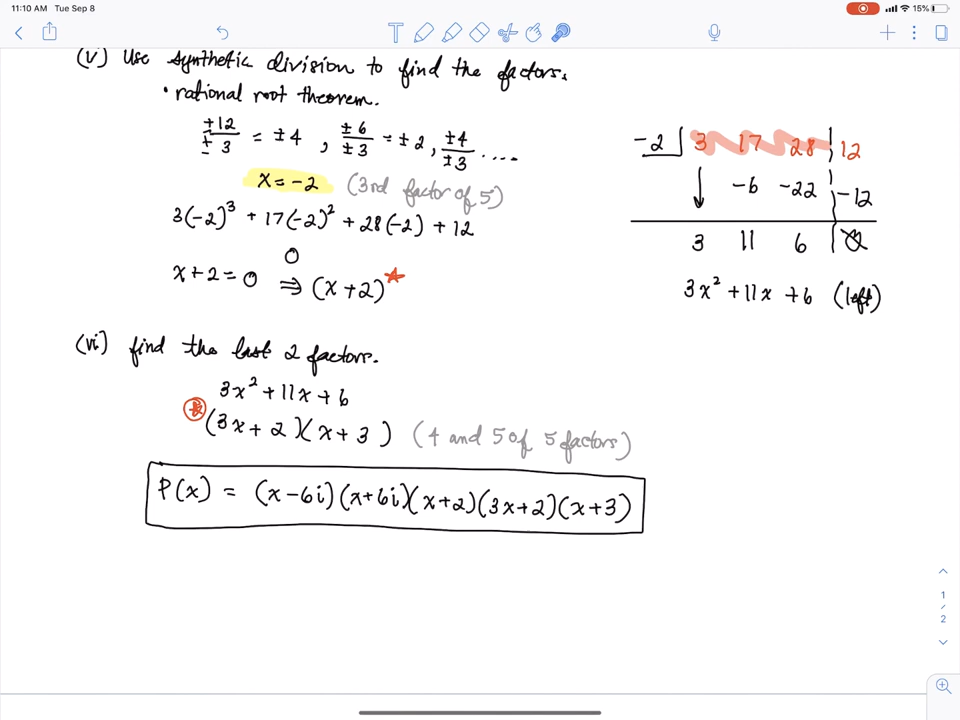 11:10 AM Tue Sep 8
15%
(v) Use synthetic division to find the factors.
• rational root theorem.
±12/±3 = ±4 , ±6/±3 = ±2 , ±4/±3 ....
x = -2 (3rd factor of 5)
3(-2)³ + 17(-2)² + 28(-2) + 12
0
x + 2 = 0 ⇒ (x + 2)
-2 | 3 17 28 12
-6 -22 -12
3 11 6 0
3x² + 11x + 6 (left)
(vi) find the last 2 factors.
3x² + 11x + 6
(3x + 2)(x + 3) (4 and 5 of 5 factors)
P(x) = (x - 6i)(x + 6i)(x + 2)(3x + 2)(x + 3)
1
/
2